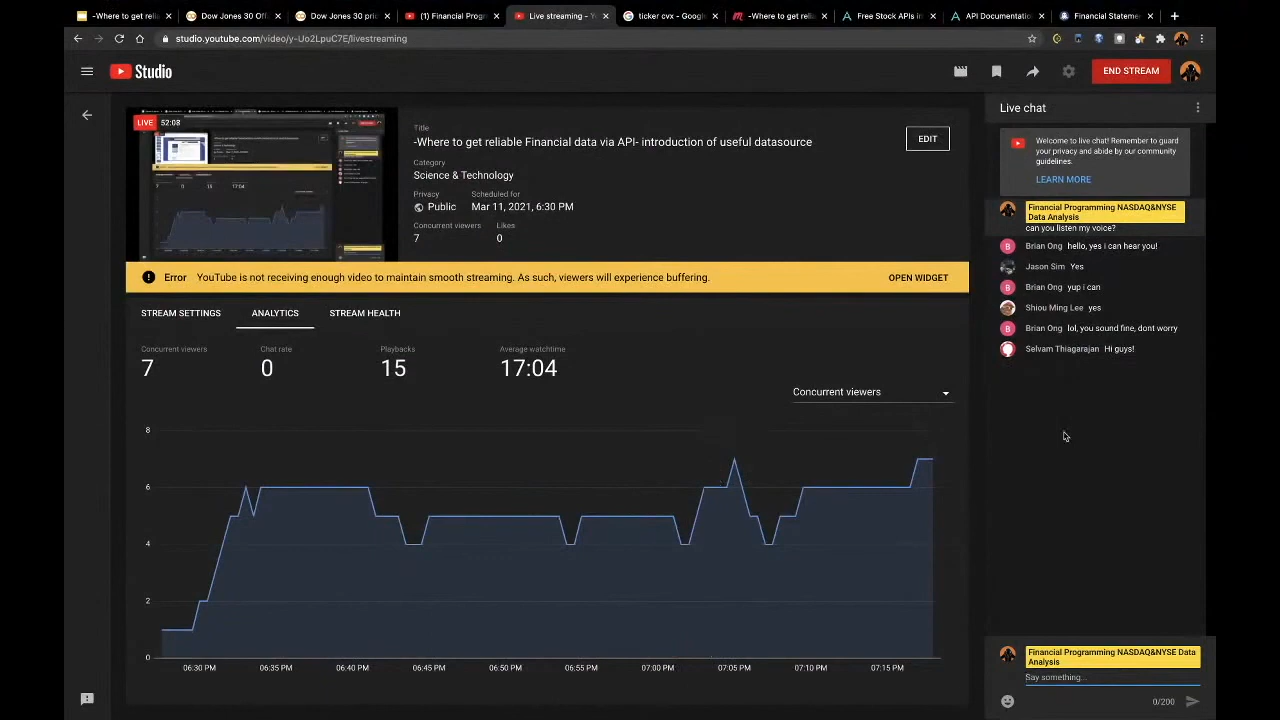 -Where to get relia
Dow Jones 30 Off
Dow Jones 30 pri
(1) Financial Progr
Live streaming - Y
ticker cvx - Googl
-Where to get reli
Free Stock APIs in
API Documentation
Financial Stateme
studio.youtube.com/video/y-Uo2LpuC7E/livestreaming
Studio
END STREAM
LIVE 52:08
Title
-Where to get reliable Financial data via API- introduction of useful datasource
EDIT
Category
Science & Technology
Privacy Scheduled for
Public Mar 11, 2021, 6:30 PM
Concurrent viewers Likes
7 0
Error YouTube is not receiving enough video to maintain smooth streaming. As such, viewers will experience buffering. OPEN WIDGET
STREAM SETTINGS ANALYTICS STREAM HEALTH
Concurrent viewers Chat rate Playbacks Average watchtime
7 0 15 17:04
Concurrent viewers
8
6
4
2
0
06:30 PM 06:35 PM 06:40 PM 06:45 PM 06:50 PM 06:55 PM 07:00 PM 07:05 PM 07:10 PM 07:15 PM
Live chat
Welcome to live chat! Remember to guard
your privacy and abide by our community
guidelines.
LEARN MORE
Financial Programming NASDAQ&NYSE
Data Analysis
can you listen my voice?
B Brian Ong hello, yes i can hear you!
Jason Sim Yes
B Brian Ong yup i can
Shiou Ming Lee yes
B Brian Ong lol, you sound fine, dont worry
Selvam Thiagarajan Hi guys!
Financial Programming NASDAQ&NYSE Data
Analysis
Say something...
0/200